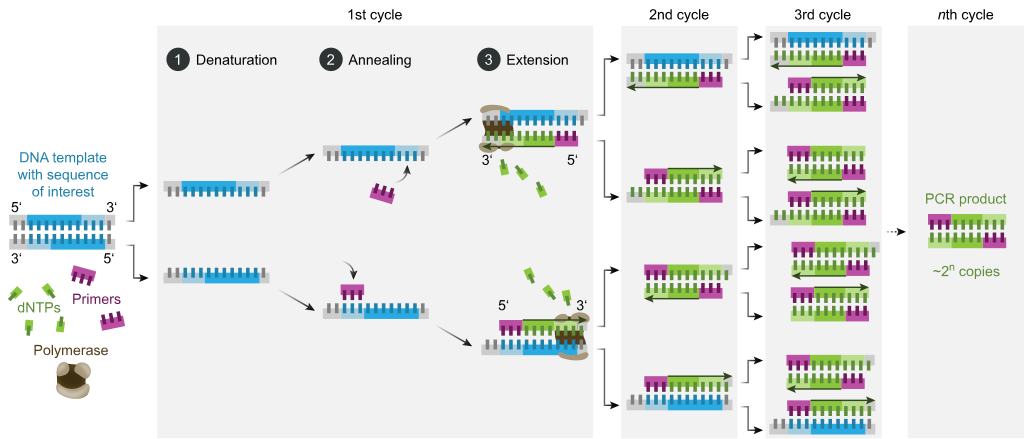 1st cycle
2nd cycle
3rd cycle
nth cycle
1 Denaturation
2 Annealing
3 Extension
DNA template
with sequence
of interest
5‘ 3‘
3‘ 5‘
Primers
dNTPs
Polymerase
3‘ 5‘
5‘ 3‘
PCR product
~2n copies